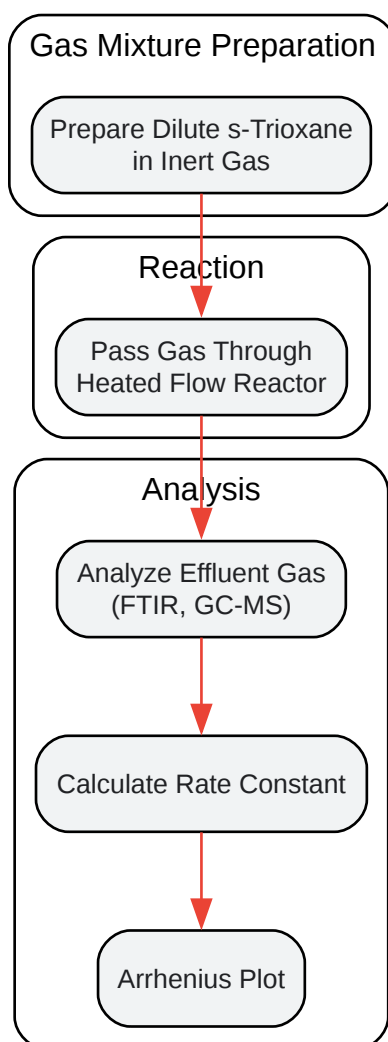 Gas Mixture Preparation
Prepare Dilute s-Trioxane
in Inert Gas
Reaction
Pass Gas Through
Heated Flow Reactor
Analysis
Analyze Effluent Gas
(FTIR, GC-MS)
Calculate Rate Constant
Arrhenius Plot